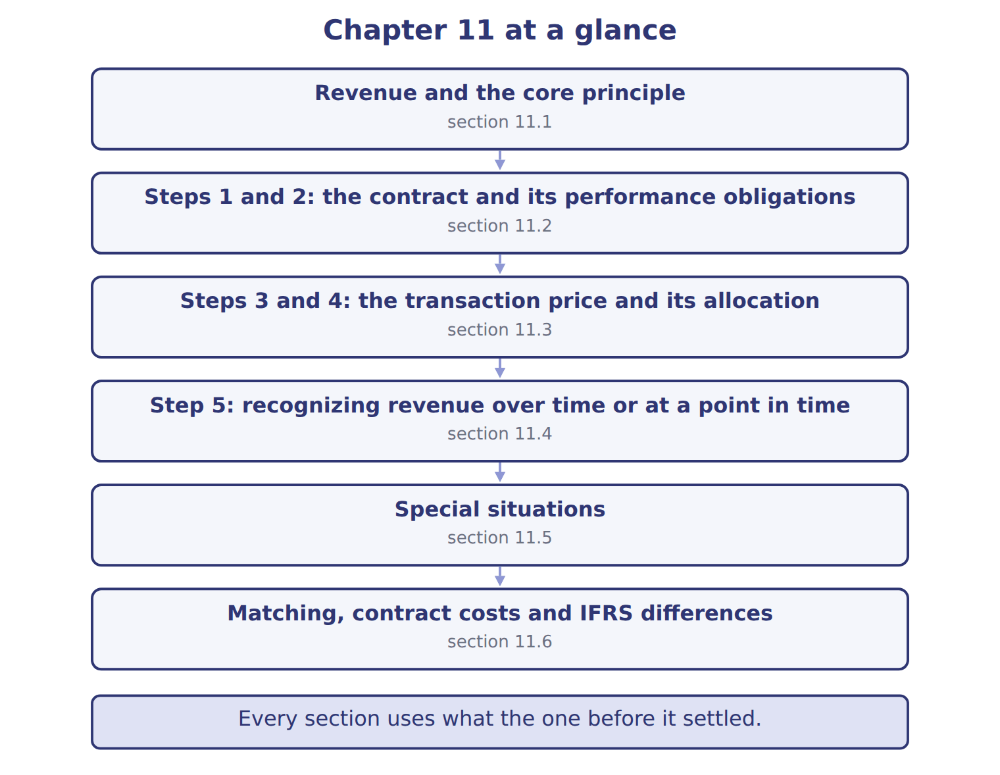 Chapter 11 at a glance
Revenue and the core principle
section 11.1
Steps 1 and 2: the contract and its performance obligations
section 11.2
Steps 3 and 4: the transaction price and its allocation
section 11.3
Step 5: recognizing revenue over time or at a point in time
section 11.4
Special situations
section 11.5
Matching, contract costs and IFRS differences
section 11.6
Every section uses what the one before it settled.